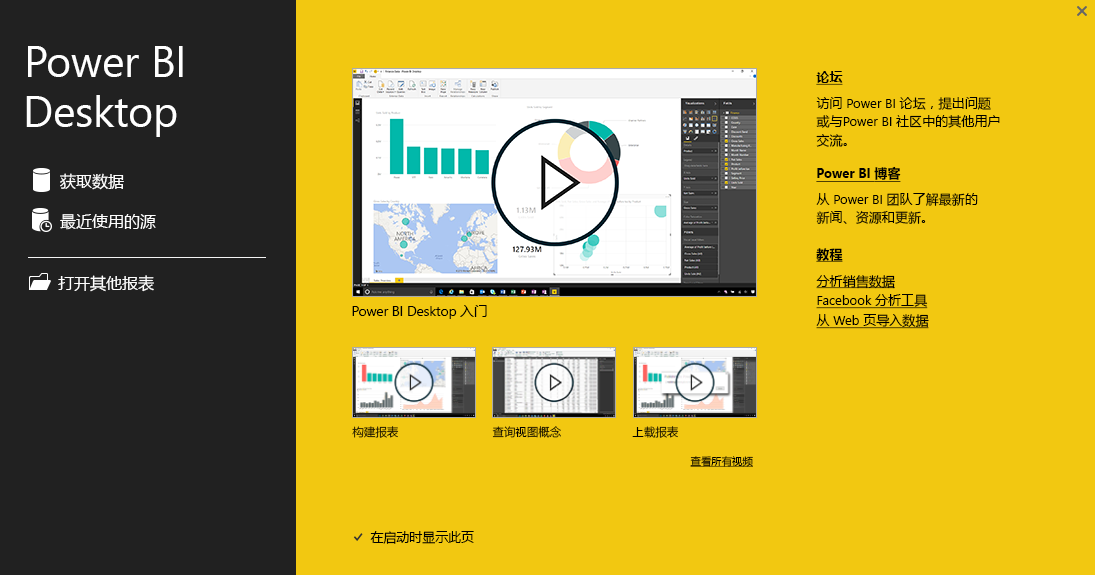 Power BI
Desktop
获取数据
最近使用的源
打开其他报表
127.93M
Power BI Desktop 入门
构建报表
查询视图概念
上载报表
查看所有视频
在启动时显示此页
论坛
访问 Power BI 论坛，提出问题
或与Power BI 社区中的其他用户
交流。
Power BI 博客
从 Power BI 团队了解最新的
新闻、资源和更新。
教程
分析销售数据
Facebook 分析工具
从 Web 页导入数据